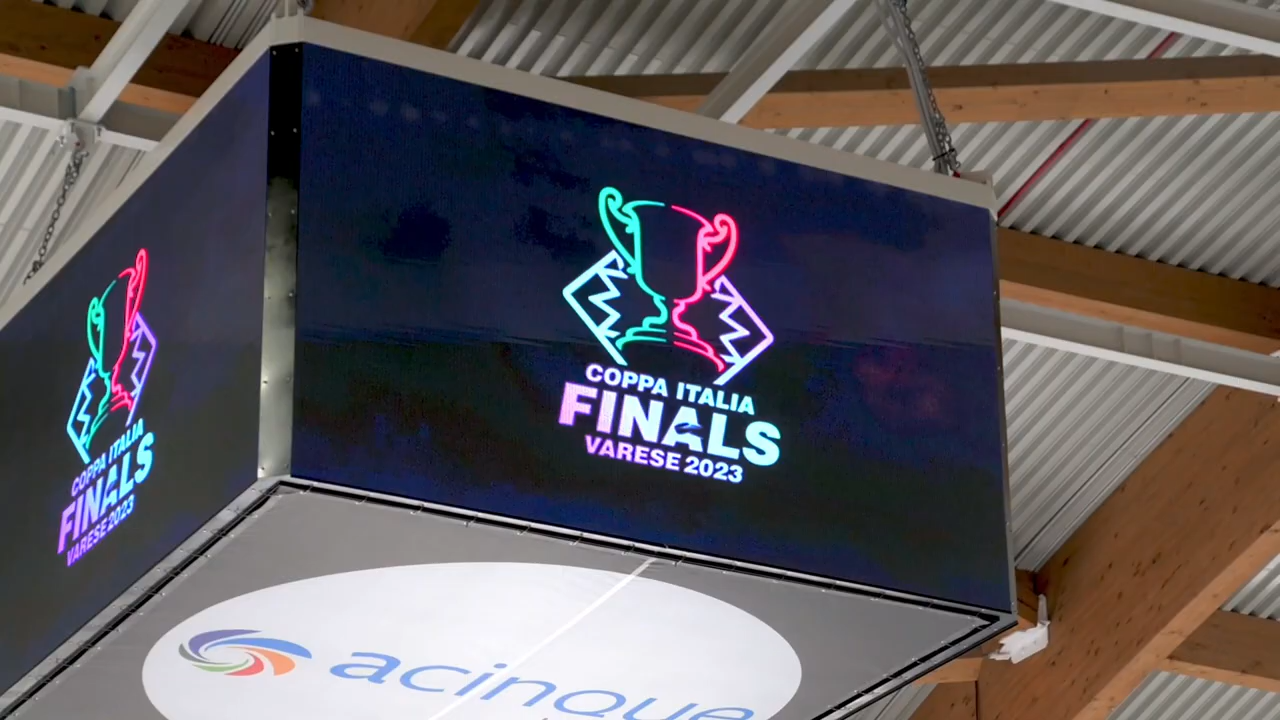 COPPA ITALIA
FINALS
VARESE 2023
COPPA ITALIA
FINALS
VARESE 2023
acinque